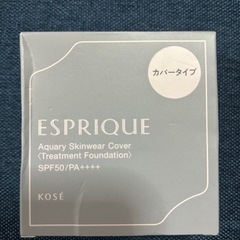 カバータイプ
ESPRIQUE
Aquary Skinwear Cover
〈Treatment Foundation〉
SPF50/PA++++
KOSÉ